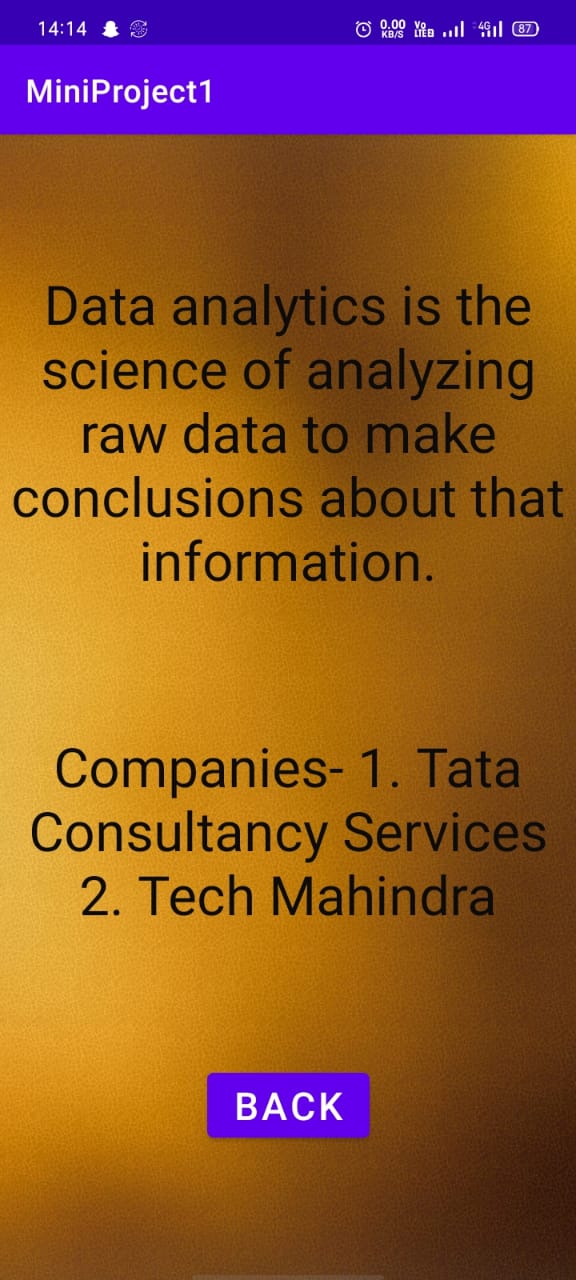 14:14 0.00 KB/S Vo LTE D 4G 87
MiniProject1
Data analytics is the
science of analyzing
raw data to make
conclusions about that
information.
Companies- 1. Tata
Consultancy Services
2. Tech Mahindra
BACK